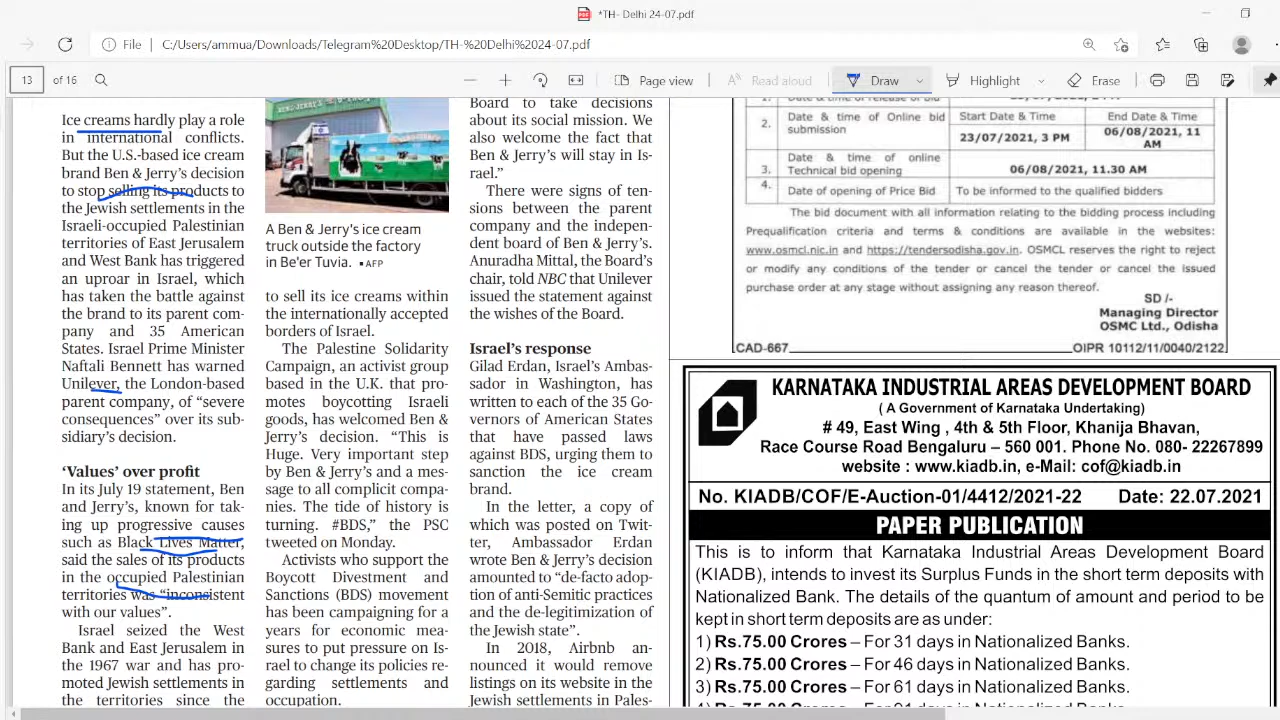 *TH- Delhi 24-07.pdf
File
C:/Users/ammua/Downloads/Telegram%20Desktop/TH-%20Delhi%2024-07.pdf
13 of 16
Page view
Read aloud
Draw
Highlight
Erase
Ice creams hardly play a role
in international conflicts.
But the U.S.-based ice cream
brand Ben & Jerry's decision
to stop selling its products to
the Jewish settlements in the
Israeli-occupied Palestinian
territories of East Jerusalem
and West Bank has triggered
an uproar in Israel, which
has taken the battle against
the brand to its parent com-
pany and 35 American
States. Israel Prime Minister
Naftali Bennett has warned
Unilever, the London-based
parent company, of “severe
consequences” over its sub-
sidiary's decision.
‘Values’ over profit
In its July 19 statement, Ben
and Jerry's, known for tak-
ing up progressive causes
such as Black Lives Matter,
said the sales of its products
in the occupied Palestinian
territories was “inconsistent
with our values”.
Israel seized the West
Bank and East Jerusalem in
the 1967 war and has pro-
moted Jewish settlements in
the territories since the
A Ben & Jerry's ice cream
truck outside the factory
in Be'er Tuvia. ▪ AFP
to sell its ice creams within
the internationally accepted
borders of Israel.
The Palestine Solidarity
Campaign, an activist group
based in the U.K. that pro-
motes boycotting Israeli
goods, has welcomed Ben &
Jerry's decision. “This is
Huge. Very important step
by Ben & Jerry's and a mes-
sage to all complicit compa-
nies. The tide of history is
turning. #BDS,” the PSC
tweeted on Monday.
Activists who support the
Boycott Divestment and
Sanctions (BDS) movement
has been campaigning for a
years for economic mea-
sures to put pressure on Is-
rael to change its policies re-
garding settlements and
occupation.
Board to take decisions
about its social mission. We
also welcome the fact that
Ben & Jerry's will stay in Is-
rael.”
There were signs of ten-
sions between the parent
company and the indepen-
dent board of Ben & Jerry's.
Anuradha Mittal, the Board's
chair, told NBC that Unilever
issued the statement against
the wishes of the Board.
Israel's response
Gilad Erdan, Israel's Ambas-
sador in Washington, has
written to each of the 35 Go-
vernors of American States
that have passed laws
against BDS, urging them to
sanction the ice cream
brand.
In the letter, a copy of
which was posted on Twit-
ter, Ambassador Erdan
wrote Ben & Jerry's decision
amounted to “de-facto adop-
tion of anti-Semitic practices
and the de-legitimization of
the Jewish state”.
In 2018, Airbnb an-
nounced it would remove
listings on its website in the
Jewish settlements in Pales-
2. Date & time of Online bid submission
Start Date & Time End Date & Time
23/07/2021, 3 PM 06/08/2021, 11 AM
3. Date & time of online Technical bid opening 06/08/2021, 11.30 AM
4. Date of opening of Price Bid To be informed to the qualified bidders
The bid document with all information relating to the bidding process including
Prequalification criteria and terms & conditions are available in the websites:
www.osmcl.nic.in and https://tendersodisha.gov.in. OSMCL reserves the right to reject
or modify any conditions of the tender or cancel the tender or cancel the issued
purchase order at any stage without assigning any reason thereof.
SD /-
Managing Director
OSMC Ltd., Odisha
CAD-667 OIPR 10112/11/0040/2122
KARNATAKA INDUSTRIAL AREAS DEVELOPMENT BOARD
( A Government of Karnataka Undertaking)
# 49, East Wing , 4th & 5th Floor, Khanija Bhavan,
Race Course Road Bengaluru – 560 001. Phone No. 080- 22267899
website : www.kiadb.in, e-Mail: cof@kiadb.in
No. KIADB/COF/E-Auction-01/4412/2021-22 Date: 22.07.2021
PAPER PUBLICATION
This is to inform that Karnataka Industrial Areas Development Board
(KIADB), intends to invest its Surplus Funds in the short term deposits with
Nationalized Bank. The details of the quantum of amount and period to be
kept in short term deposits are as under:
1) Rs.75.00 Crores – For 31 days in Nationalized Banks.
2) Rs.75.00 Crores – For 46 days in Nationalized Banks.
3) Rs.75.00 Crores – For 61 days in Nationalized Banks.